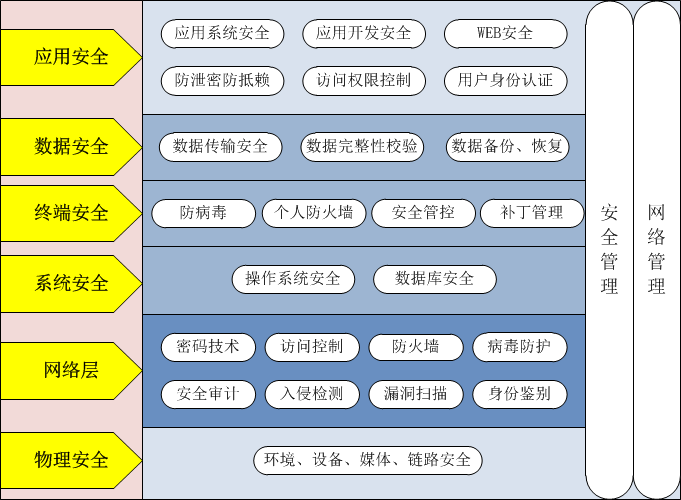 应用安全
应用系统安全
应用开发安全
WEB安全
防泄密防抵赖
访问权限控制
用户身份认证
数据安全
数据传输安全
数据完整性校验
数据备份、恢复
终端安全
防病毒
个人防火墙
安全管控
补丁管理
系统安全
操作系统安全
数据库安全
网络层
密码技术
访问控制
防火墙
病毒防护
安全审计
入侵检测
漏洞扫描
身份鉴别
物理安全
环境、设备、媒体、链路安全
安全管理
网络管理